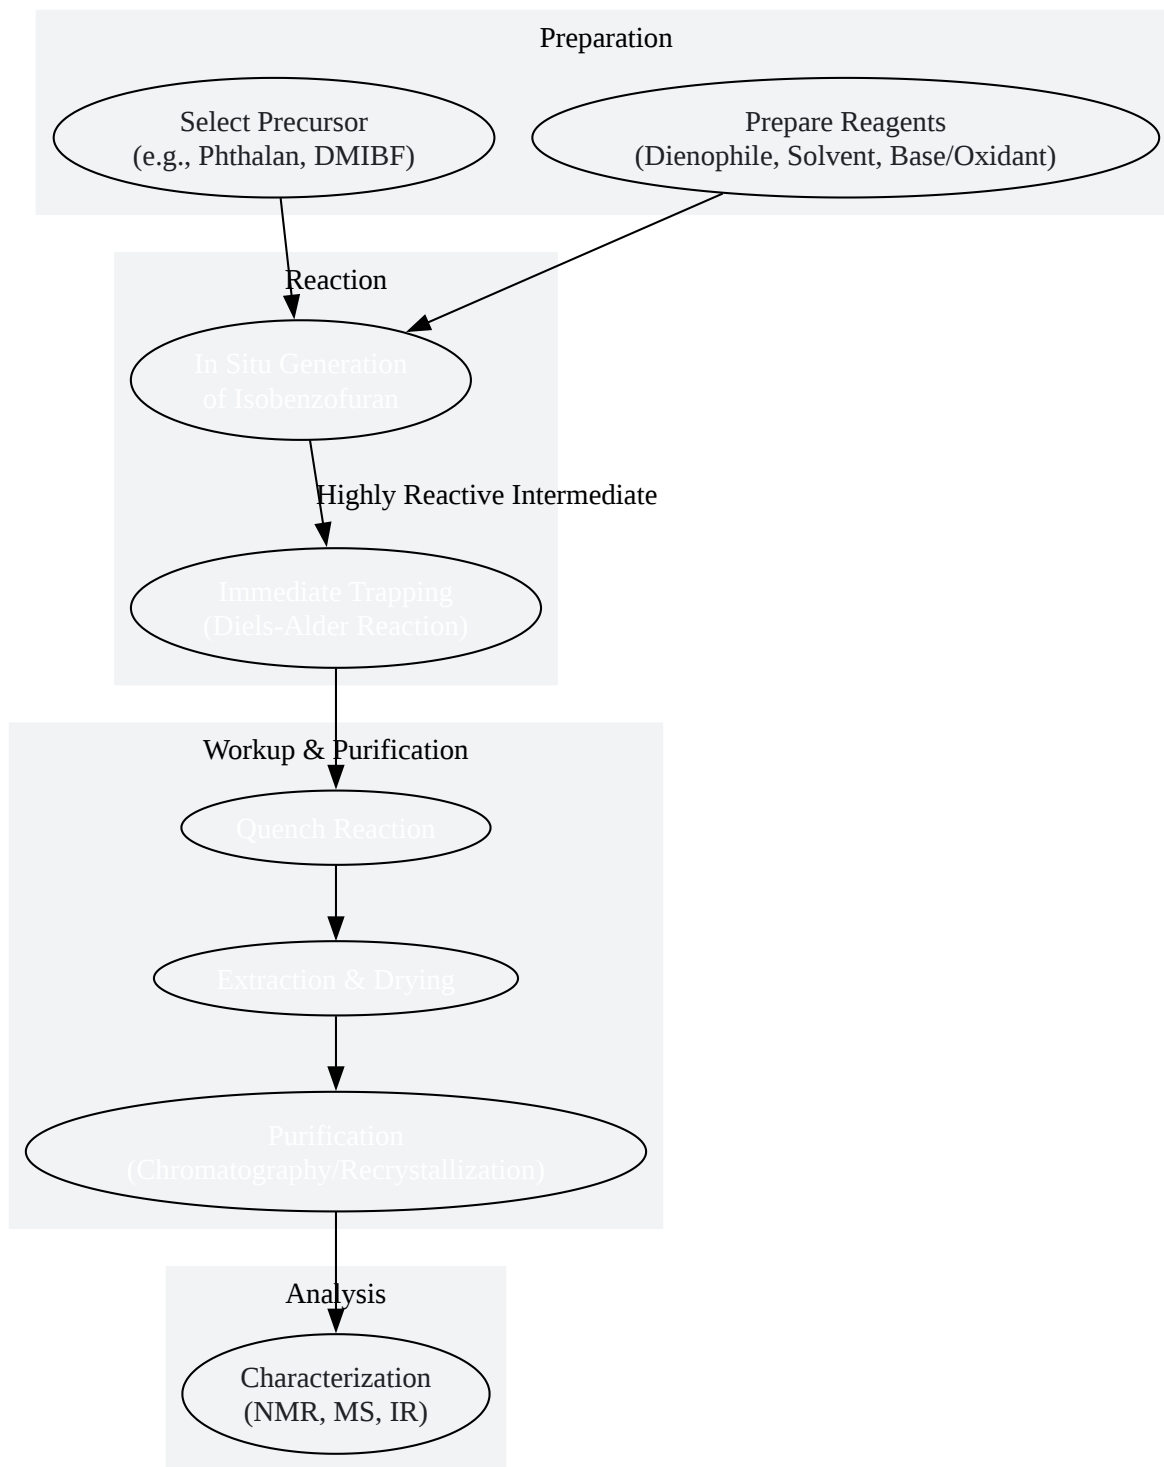 Preparation
Select Precursor
(e.g., Phthalan, DMIBF)
Prepare Reagents
(Dienophile, Solvent, Base/Oxidant)
Reaction
In Situ Generation
of Isobenzofuran
Highly Reactive Intermediate
Immediate Trapping
(Diels-Alder Reaction)
Workup & Purification
Quench Reaction
Extraction & Drying
Purification
(Chromatography/Recrystallization)
Analysis
Characterization
(NMR, MS, IR)